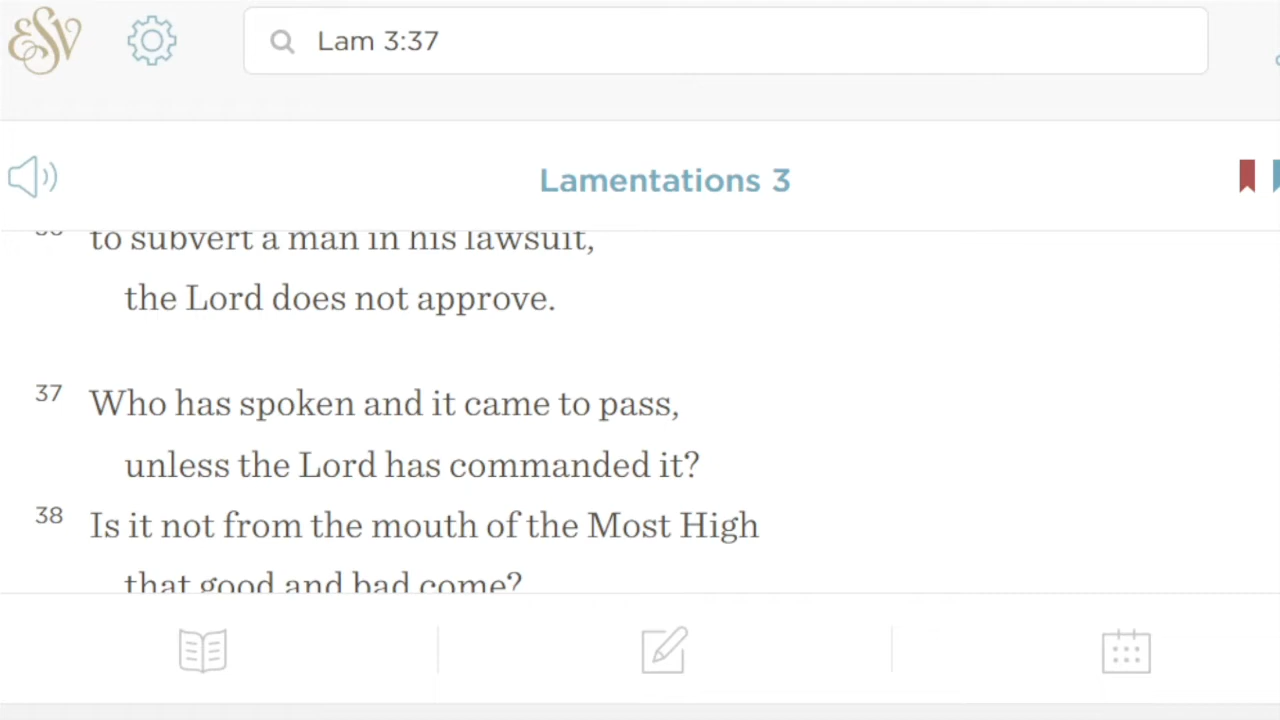 ESV
Lam 3:37
Lamentations 3
to subvert a man in his lawsuit,
the Lord does not approve.
37 Who has spoken and it came to pass,
unless the Lord has commanded it?
38 Is it not from the mouth of the Most High
that good and bad come?